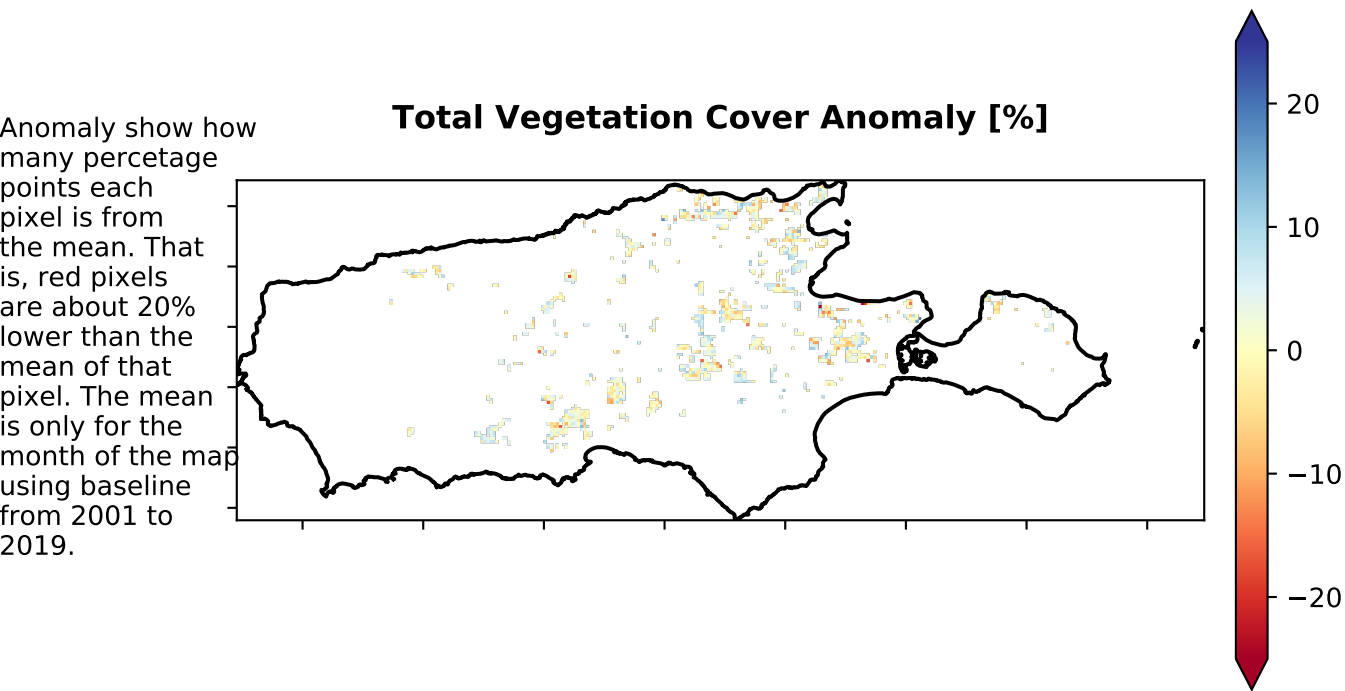 Total Vegetation Cover Anomaly [%]
Anomaly show how
many percetage
points each
pixel is from
the mean. That
is, red pixels
are about 20%
lower than the
mean of that
pixel. The mean
is only for the
month of the map
using baseline
from 2001 to
2019.
20
10
0
−10
−20